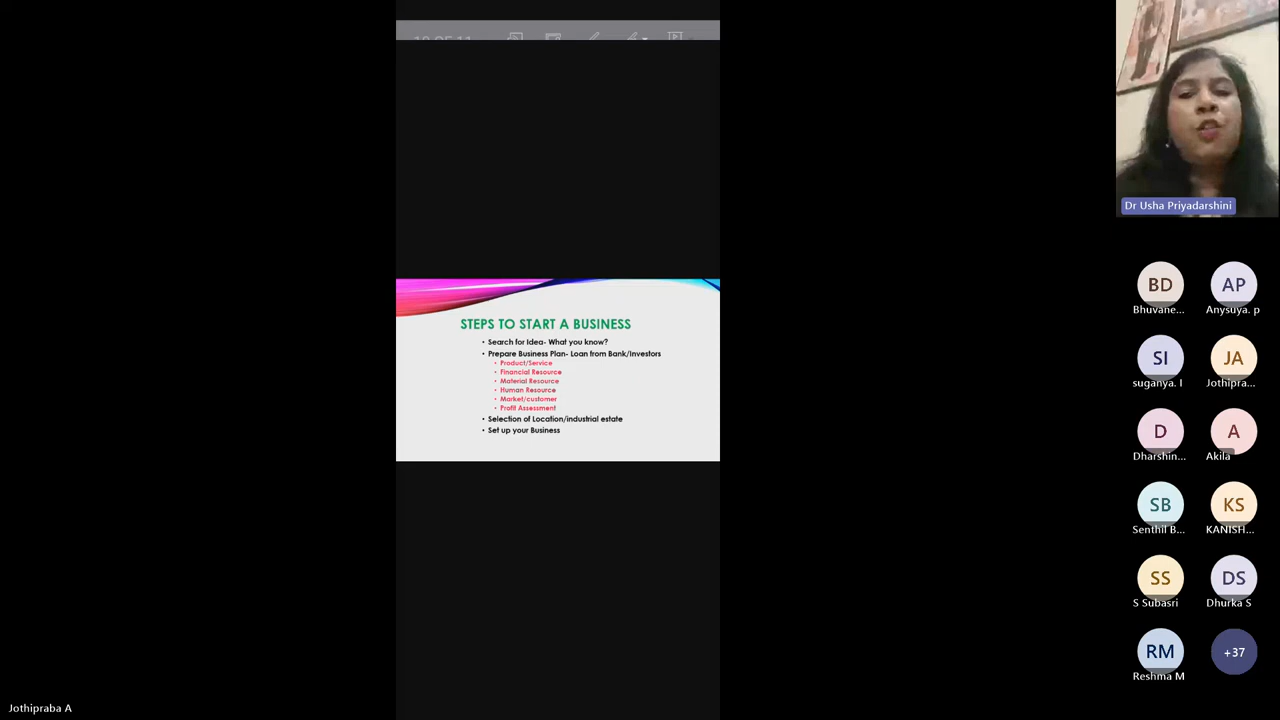 STEPS TO START A BUSINESS
• Search for Idea- What you know?
• Prepare Business Plan- Loan from Bank/Investors
• Product/Service
• Financial Resource
• Material Resource
• Human Resource
• Market/customer
• Profit Assessment
• Selection of Location/industrial estate
• Set up your Business
Dr Usha Priyadarshini
BD
AP
Bhuvane...
Anysuya. p
SI
JA
suganya. I
Jothipra...
D
A
Dharshin...
Akila
SB
KS
Senthil B...
KANISH...
SS
DS
S Subasri
Dhurka S
RM
+37
Reshma M
Jothipraba A